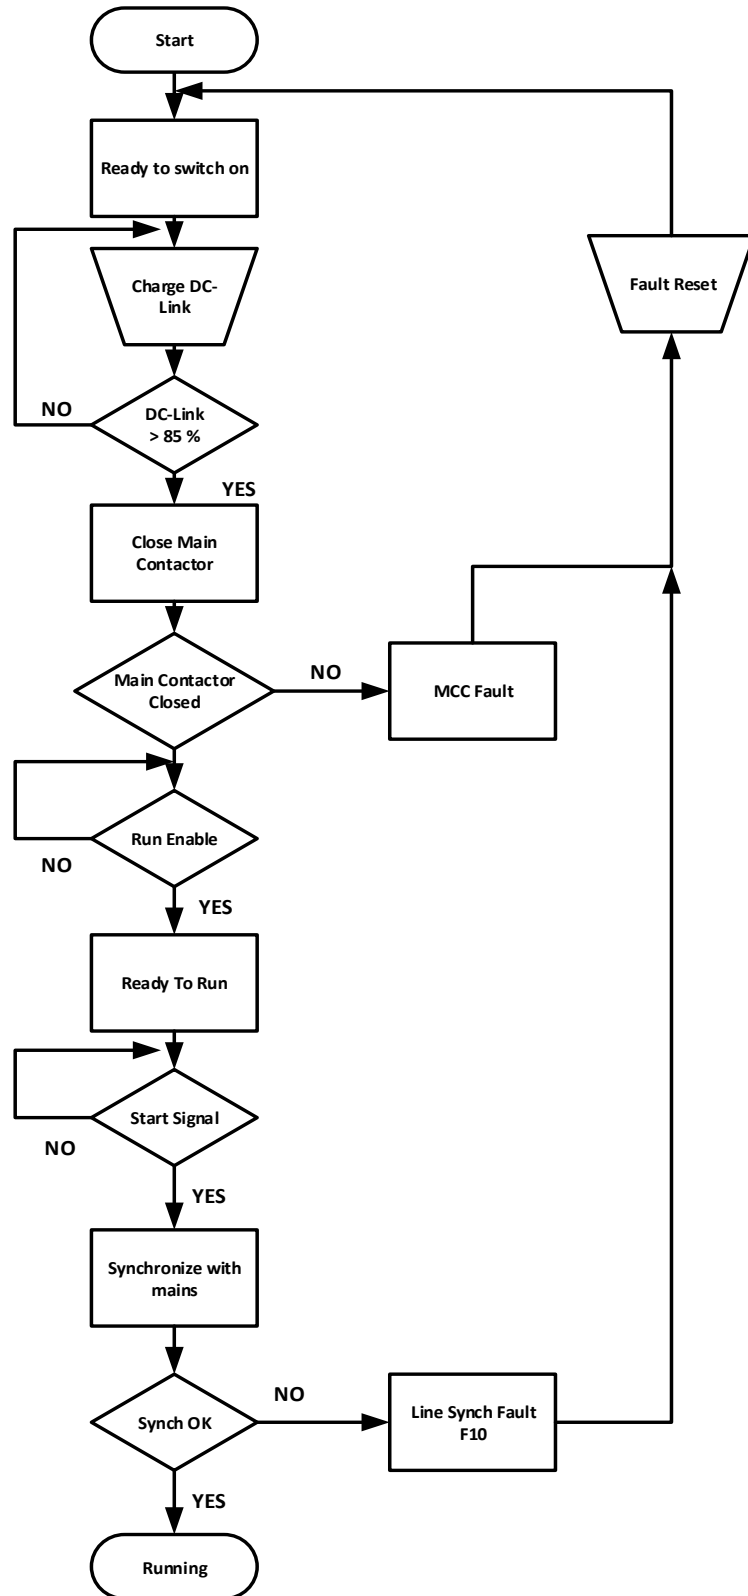 Start
Ready to switch on
Charge DC-
Link
Fault Reset
NO
DC-Link
> 85 %
YES
Close Main
Contactor
Main Contactor
Closed
NO
MCC Fault
Run Enable
NO
YES
Ready To Run
Start Signal
NO
YES
Synchronize with
mains
Synch OK
NO
Line Synch Fault
F10
YES
Running